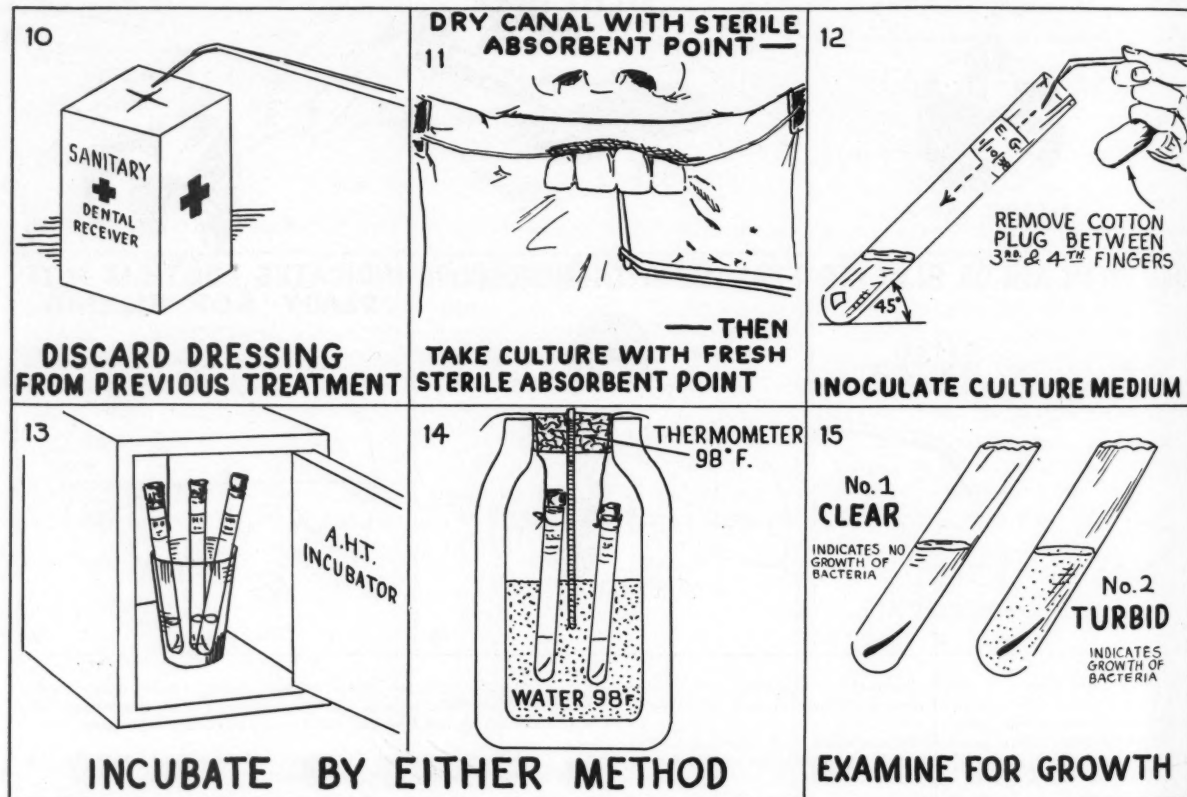 10
SANITARY
DENTAL
RECEIVER
DISCARD DRESSING
FROM PREVIOUS TREATMENT
DRY CANAL WITH STERILE
ABSORBENT POINT —
11
— THEN
TAKE CULTURE WITH FRESH
STERILE ABSORBENT POINT
12
REMOVE COTTON
PLUG BETWEEN
3RD. & 4TH. FINGERS
45°
INOCULATE CULTURE MEDIUM
13
A.H.T.
INCUBATOR
14
THERMOMETER
98°F.
WATER 98°F.
INCUBATE BY EITHER METHOD
15
No.1
CLEAR
INDICATES NO
GROWTH OF
BACTERIA
No.2
TURBID
INDICATES
GROWTH OF
BACTERIA
EXAMINE FOR GROWTH